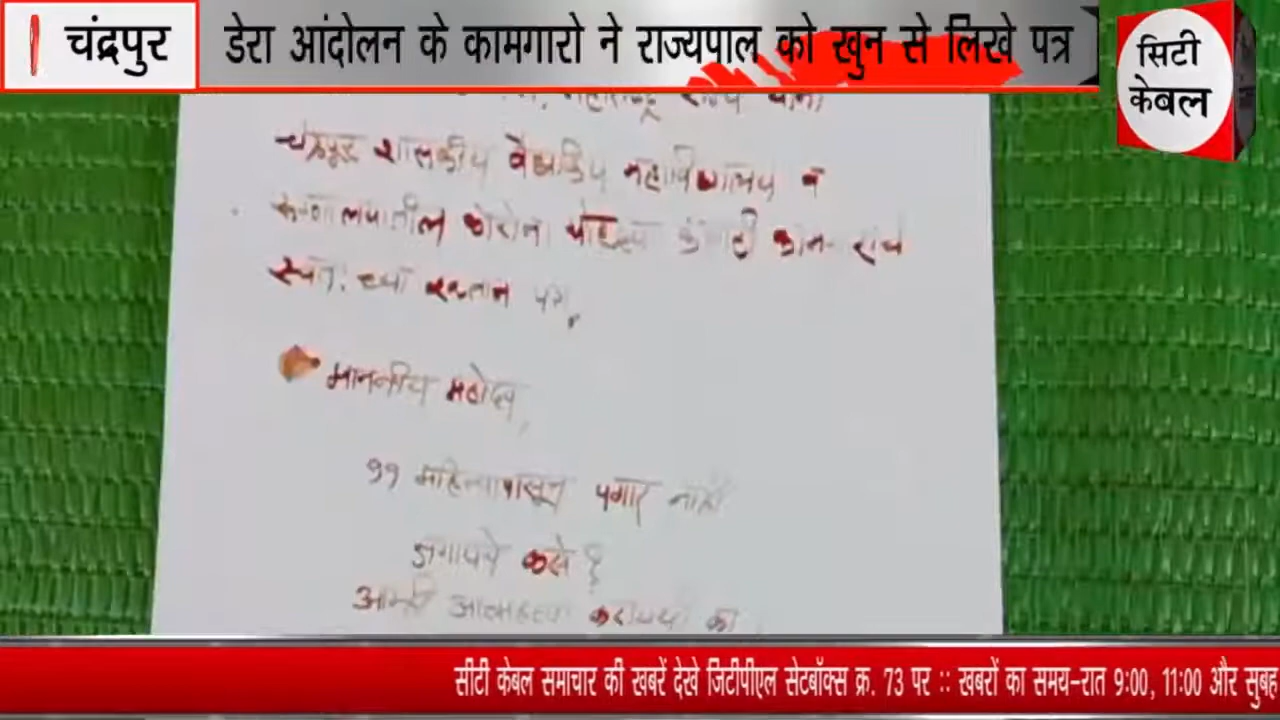 चंद्रपुर
डेरा आंदोलन के कामगारो ने राज्यपाल को खुन से लिखे पत्र
सिटी
केबल
महाराष्ट्र राज्य यांना
चंद्रपूर शासकीय वैद्यकिय महाविद्यालय व
रुग्णालयातील कोरोना योद्ध्या कंत्राटी कामगारांचे
स्वतः च्या रक्तान पत्र,
माननीय महोदय,
११ महिन्यापासून पगार नाही
जगायचे कसे ?
आम्ही आत्महत्या करायची का
सीटी केबल समाचार की खबरें देखे जिटीपीएल सेटबॉक्स क्र. 73 पर :: खबरों का समय-रात 9:00, 11:00 और सुबह